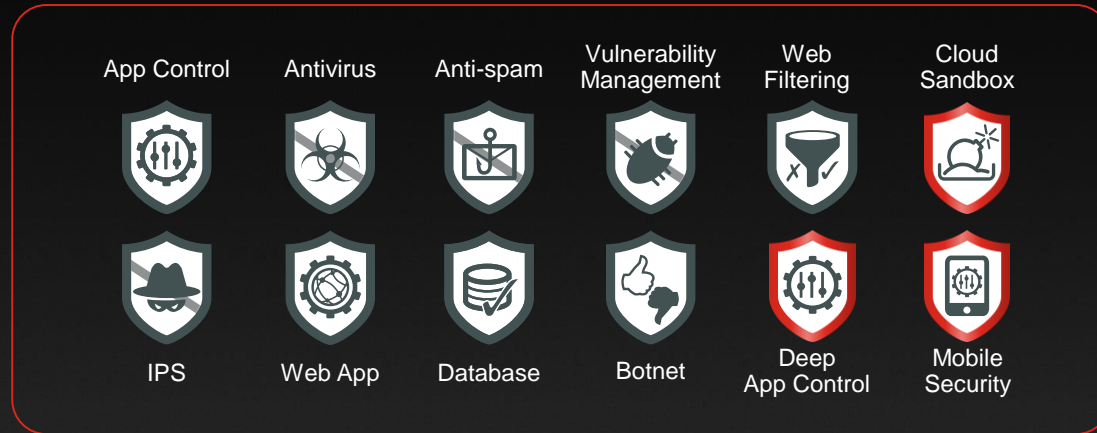 App Control
Antivirus
Anti-spam
Vulnerability
Management
Web
Filtering
Cloud
Sandbox
IPS
Web App
Database
Botnet
Deep
App Control
Mobile
Security